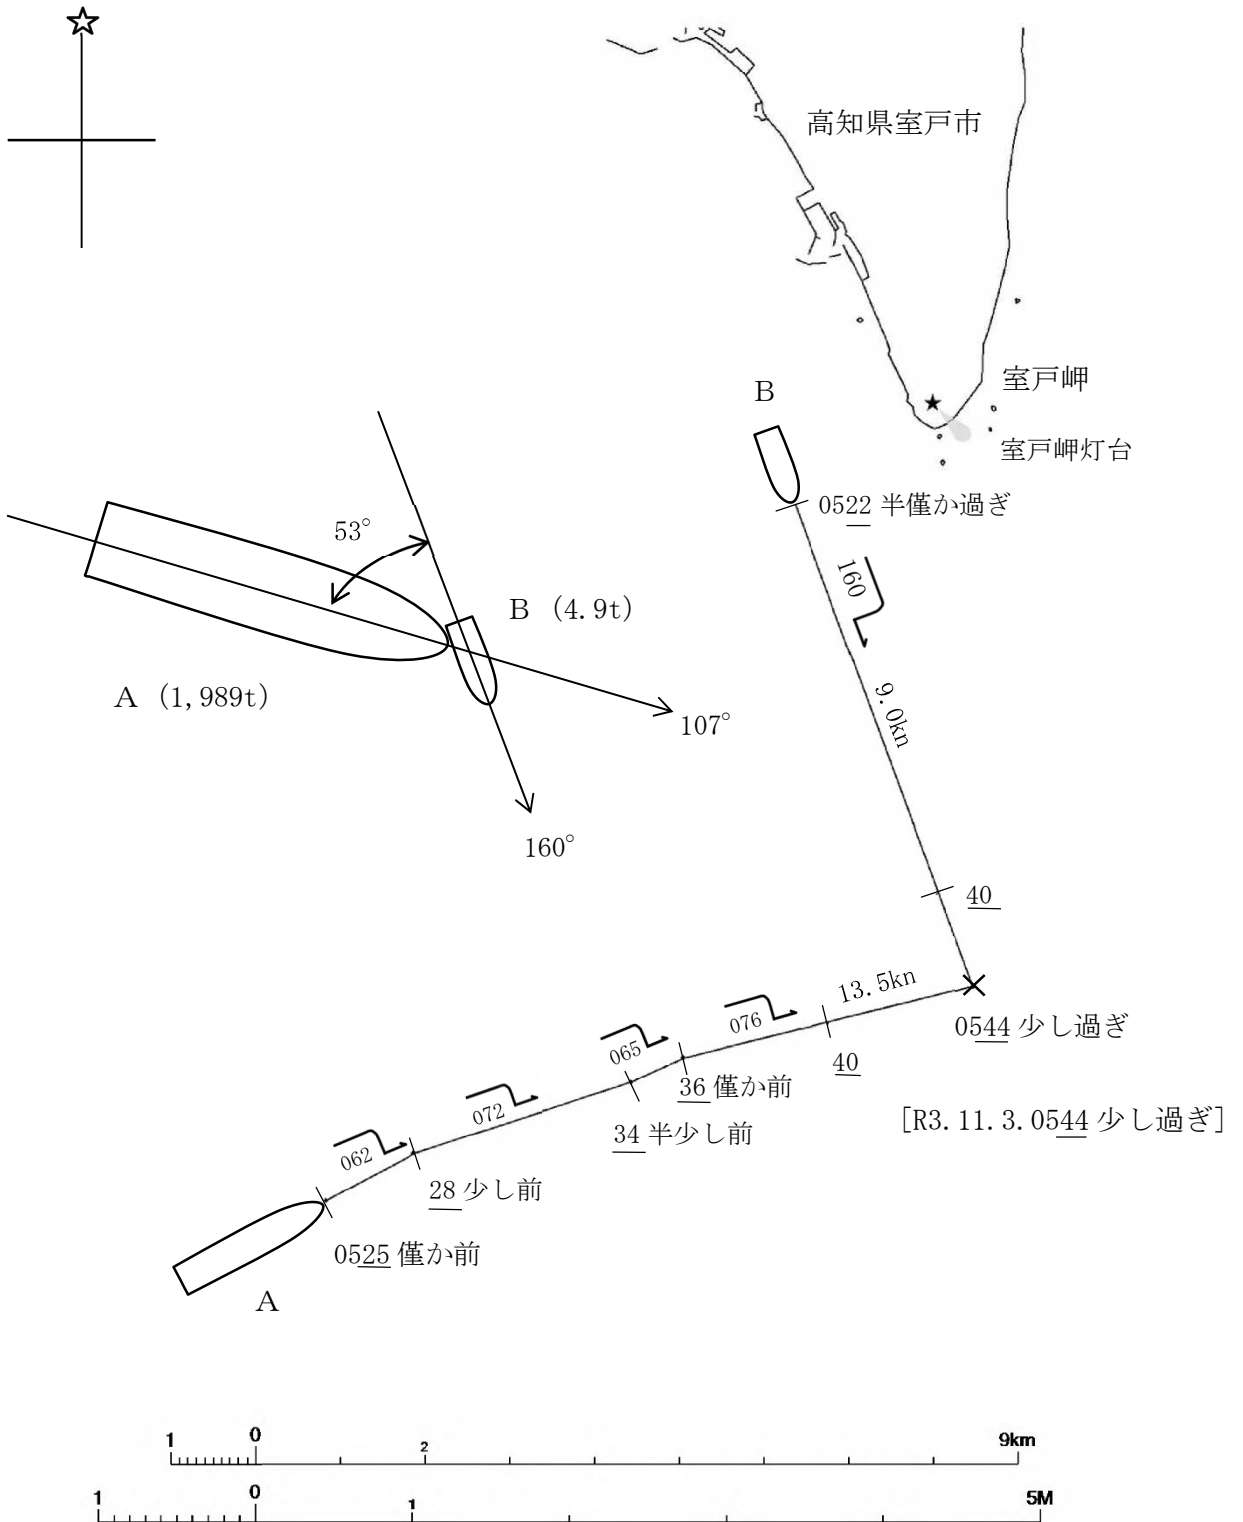 高知県室戸市
室戸岬
B
室戸岬灯台
0522 半僅か過ぎ
53°
160
B (4.9t)
A (1,989t)
9.0kn
107°
160°
40
13.5kn
076
0544 少し過ぎ
065
40
36 僅か前
072
[R3.11.3.0544 少し過ぎ]
34 半少し前
062
28 少し前
0525 僅か前
A
1 0 2 9km
1 0 1 5M